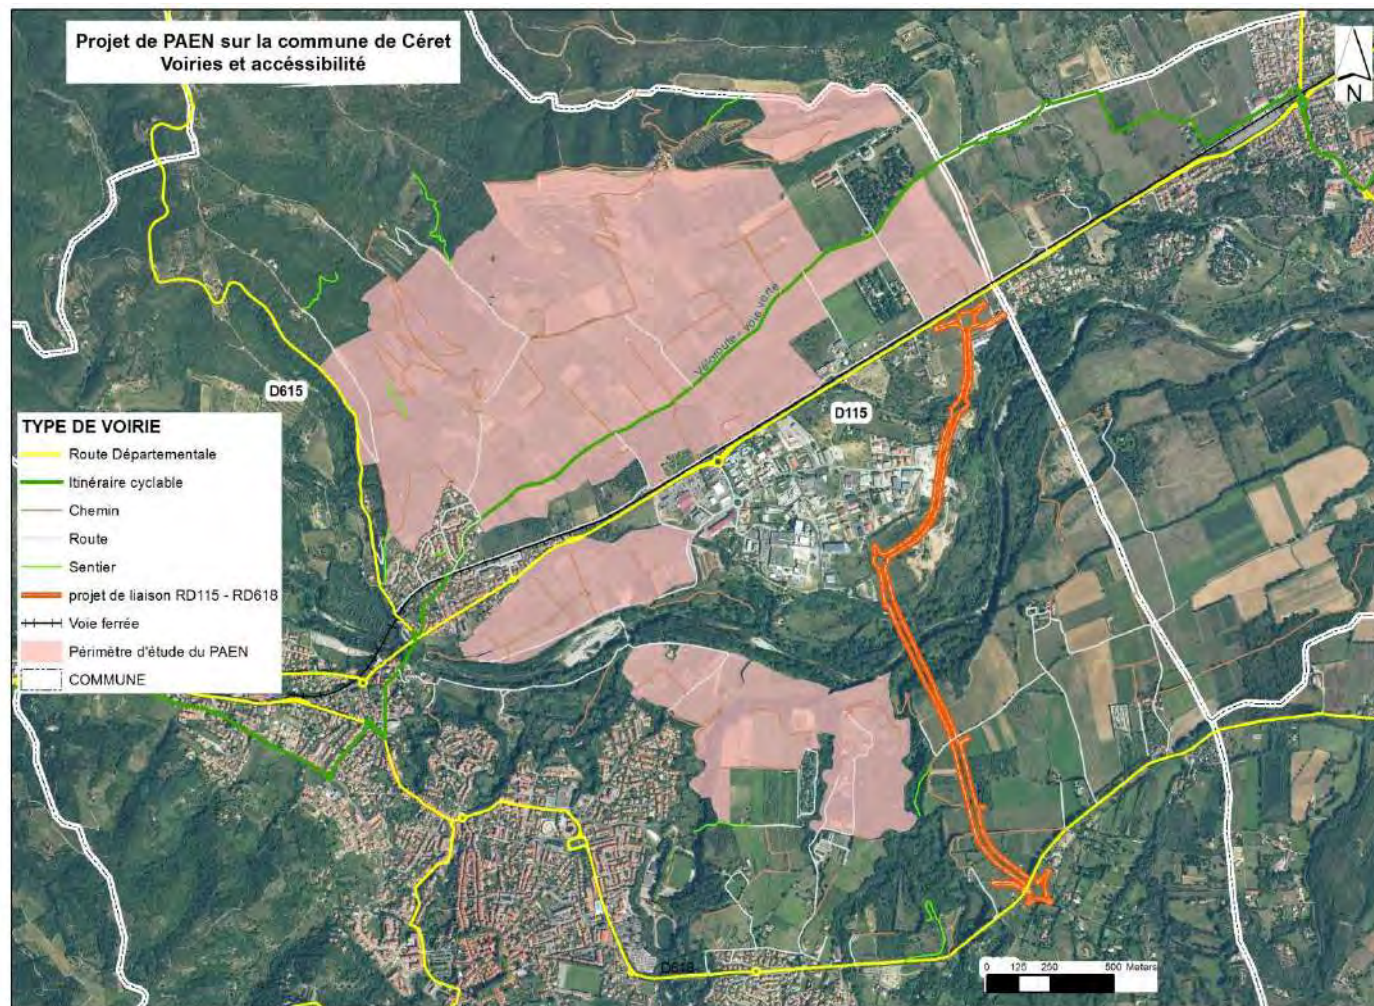 Projet de PAEN sur la commune de Céret
Voiries et accéssibilité
N
Véloroute - voie verte
D615
D115
TYPE DE VOIRIE
Route Départementale
Itinéraire cyclable
Chemin
Route
Sentier
projet de liaison RD115 - RD618
Voie ferrée
Périmètre d'étude du PAEN
COMMUNE
D618
0 125 250 500 Meters